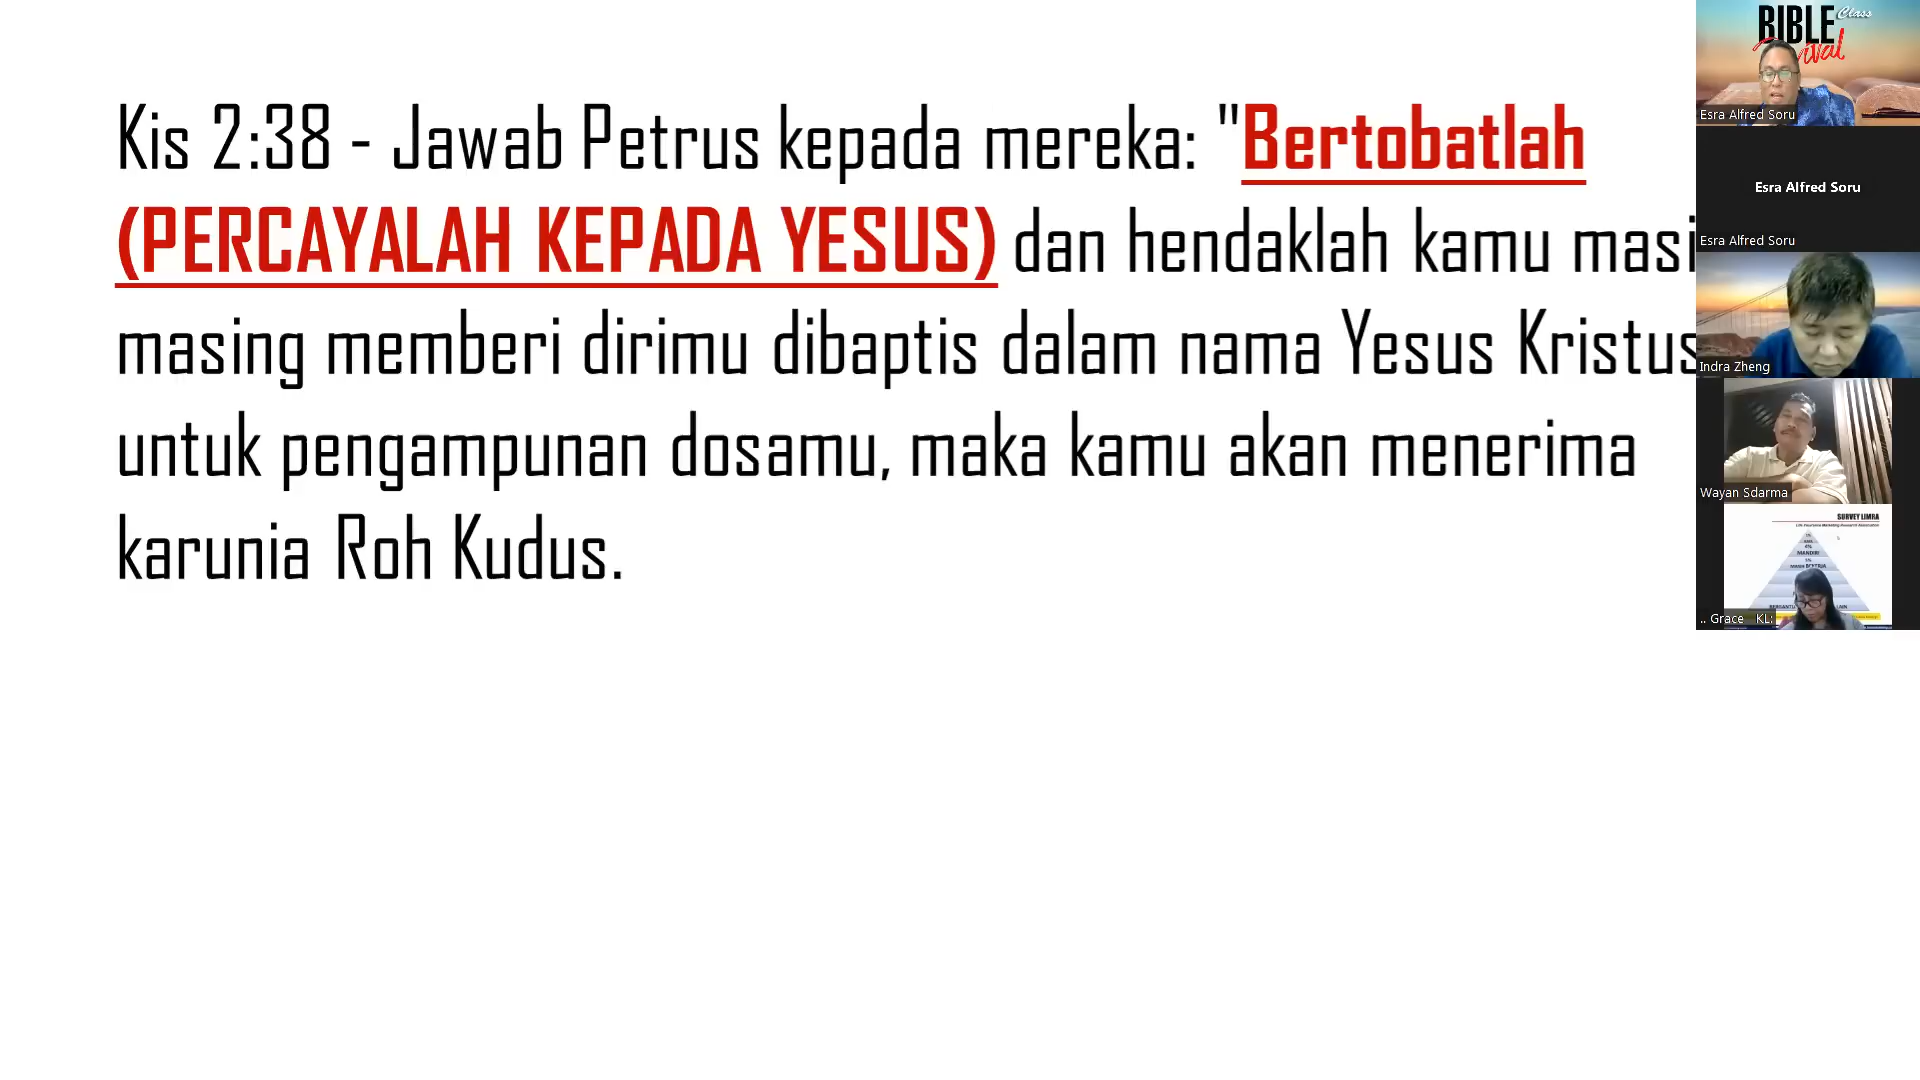 Kis 2:38 - Jawab Petrus kepada mereka: "Bertobatlah
(PERCAYALAH KEPADA YESUS) dan hendaklah kamu masi
masing memberi dirimu dibaptis dalam nama Yesus Kristus
untuk pengampunan dosamu, maka kamu akan menerima
karunia Roh Kudus.
BIBLE Class
Esra Alfred Soru
Esra Alfred Soru
Esra Alfred Soru
Indra Zheng
Wayan Sdarma
SURVEY LIMRA
MANDIRI
.. Grace KL: